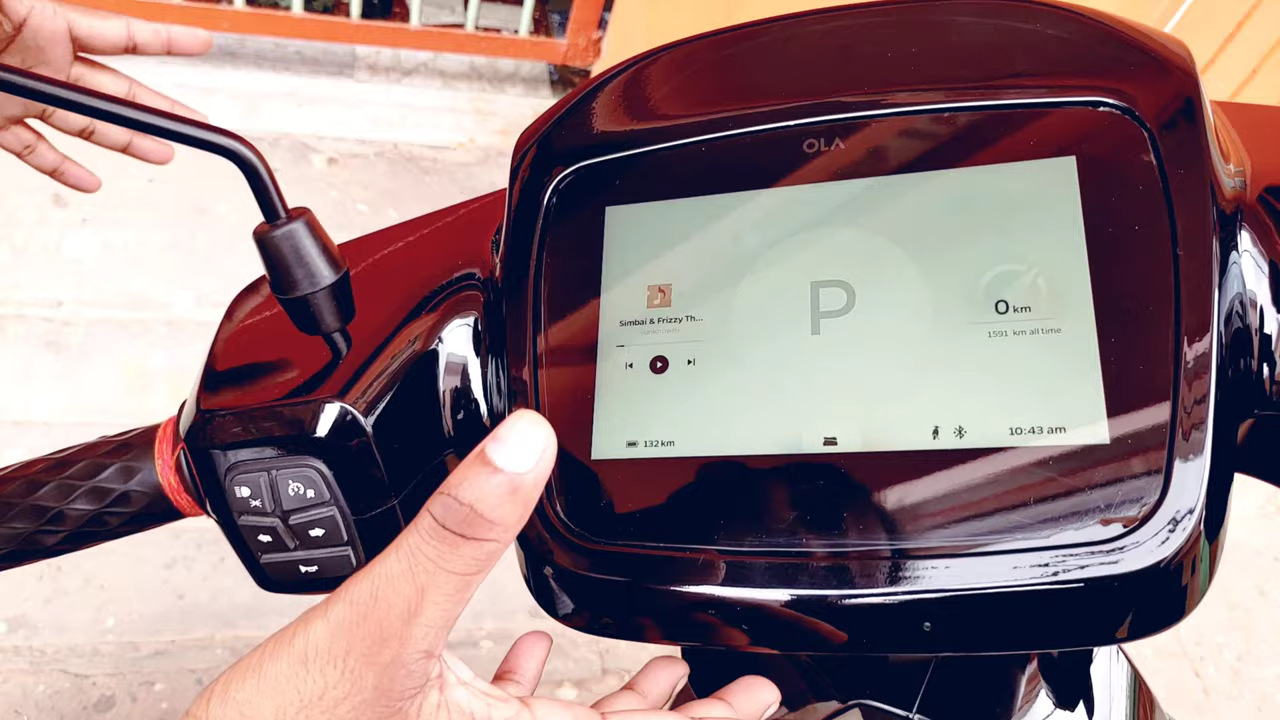 OLA
P
Simbai & Frizzy Th...
0 km
1591 km all time
132 km
10:43 am